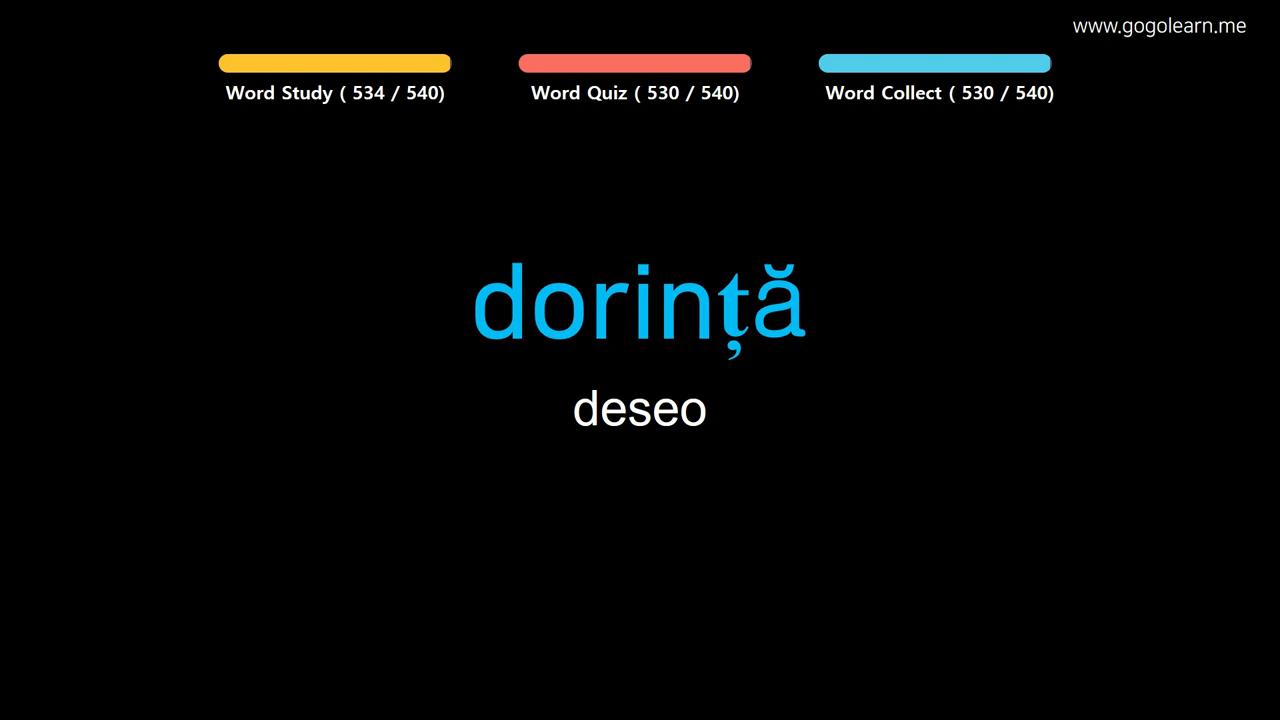 www.gogolearn.me
Word Study ( 534 / 540)
Word Quiz ( 530 / 540)
Word Collect ( 530 / 540)
dorință
deseo